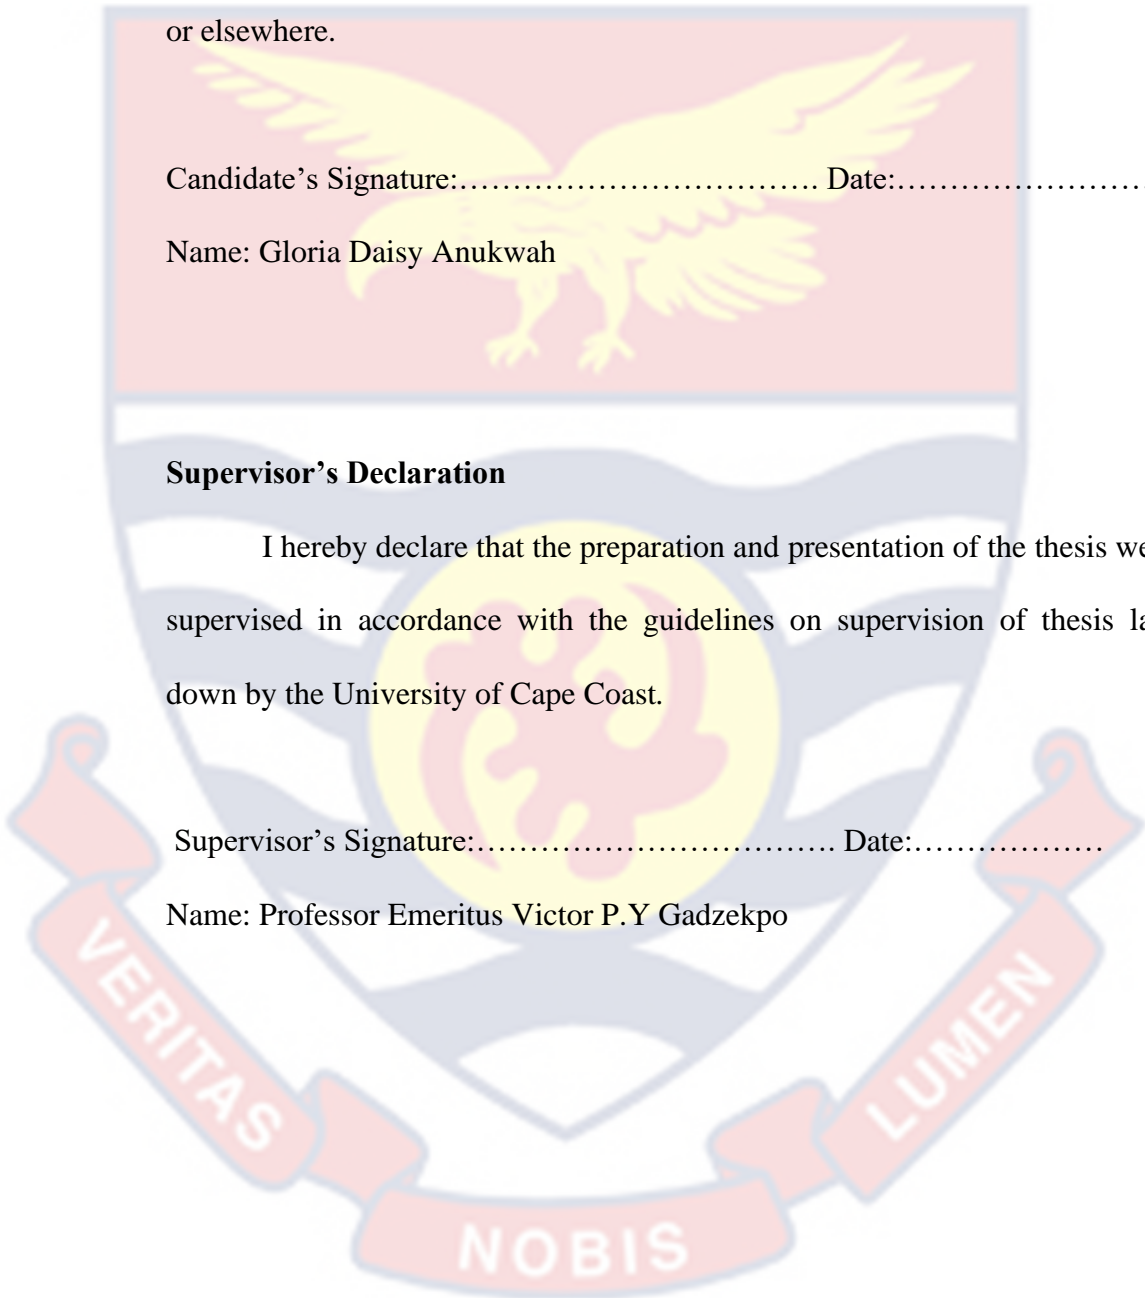 or elsewhere.
Candidate's Signature:……………………………. Date:……………………
Name: Gloria Daisy Anukwah
Supervisor's Declaration
I hereby declare that the preparation and presentation of the thesis we
supervised in accordance with the guidelines on supervision of thesis la
down by the University of Cape Coast.
Supervisor's Signature:……………………………. Date:………………
Name: Professor Emeritus Victor P.Y Gadzekpo
VERITAS
NOBIS
LUMEN